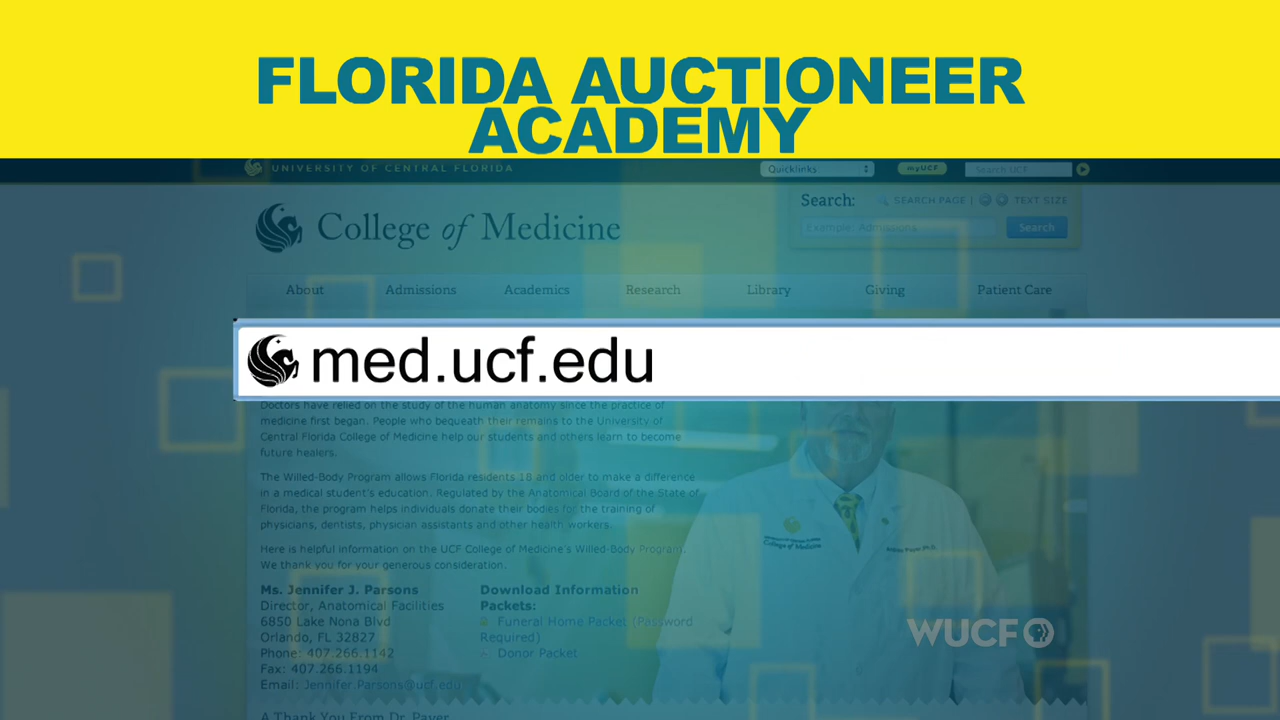 FLORIDA AUCTIONEER
ACADEMY
UNIVERSITY OF CENTRAL FLORIDA
Quicklinks
myUCF
Search UCF
College of Medicine
Search:
SEARCH PAGE | TEXT SIZE
Example: Admissions
Search
About Admissions Academics Research Library Giving Patient Care
med.ucf.edu
Doctors have relied on the study of the human anatomy since the practice of
medicine first began. People who bequeath their remains to the University of
Central Florida College of Medicine help our students and others learn to become
future healers.
The Willed-Body Program allows Florida residents 18 and older to make a difference
in a medical student's education. Regulated by the Anatomical Board of the State of
Florida, the program helps individuals donate their bodies for the training of
physicians, dentists, physician assistants and other health workers.
Here is helpful information on the UCF College of Medicine's Willed-Body Program.
We thank you for your generous consideration.
Ms. Jennifer J. Parsons
Director, Anatomical Facilities
6850 Lake Nona Blvd
Orlando, FL 32827
Phone: 407.266.1142
Fax: 407.266.1194
Email: Jennifer.Parsons@ucf.edu
Download Information
Packets:
Funeral Home Packet (Password
Required)
Donor Packet
College of Medicine
WUCF
A Thank You From Dr. Payer